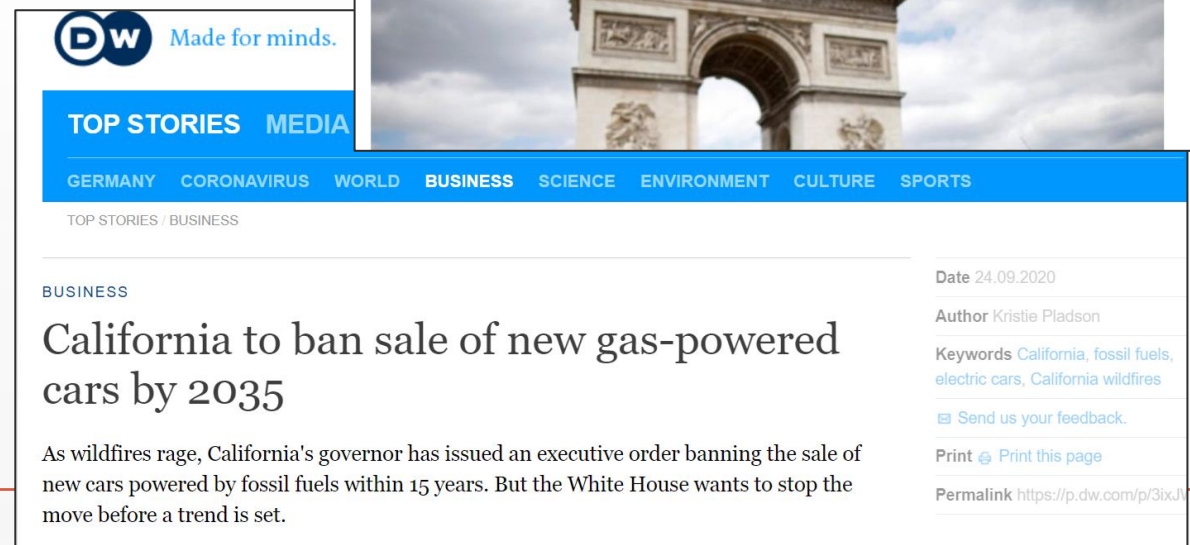 DW Made for minds.
TOP STORIES MEDIA
GERMANY CORONAVIRUS WORLD BUSINESS SCIENCE ENVIRONMENT CULTURE SPORTS
TOP STORIES / BUSINESS
BUSINESS
California to ban sale of new gas-powered
cars by 2035
As wildfires rage, California's governor has issued an executive order banning the sale of
new cars powered by fossil fuels within 15 years. But the White House wants to stop the
move before a trend is set.
Date 24.09.2020
Author Kristie Pladson
Keywords California, fossil fuels,
electric cars, California wildfires
Send us your feedback.
Print Print this page
Permalink